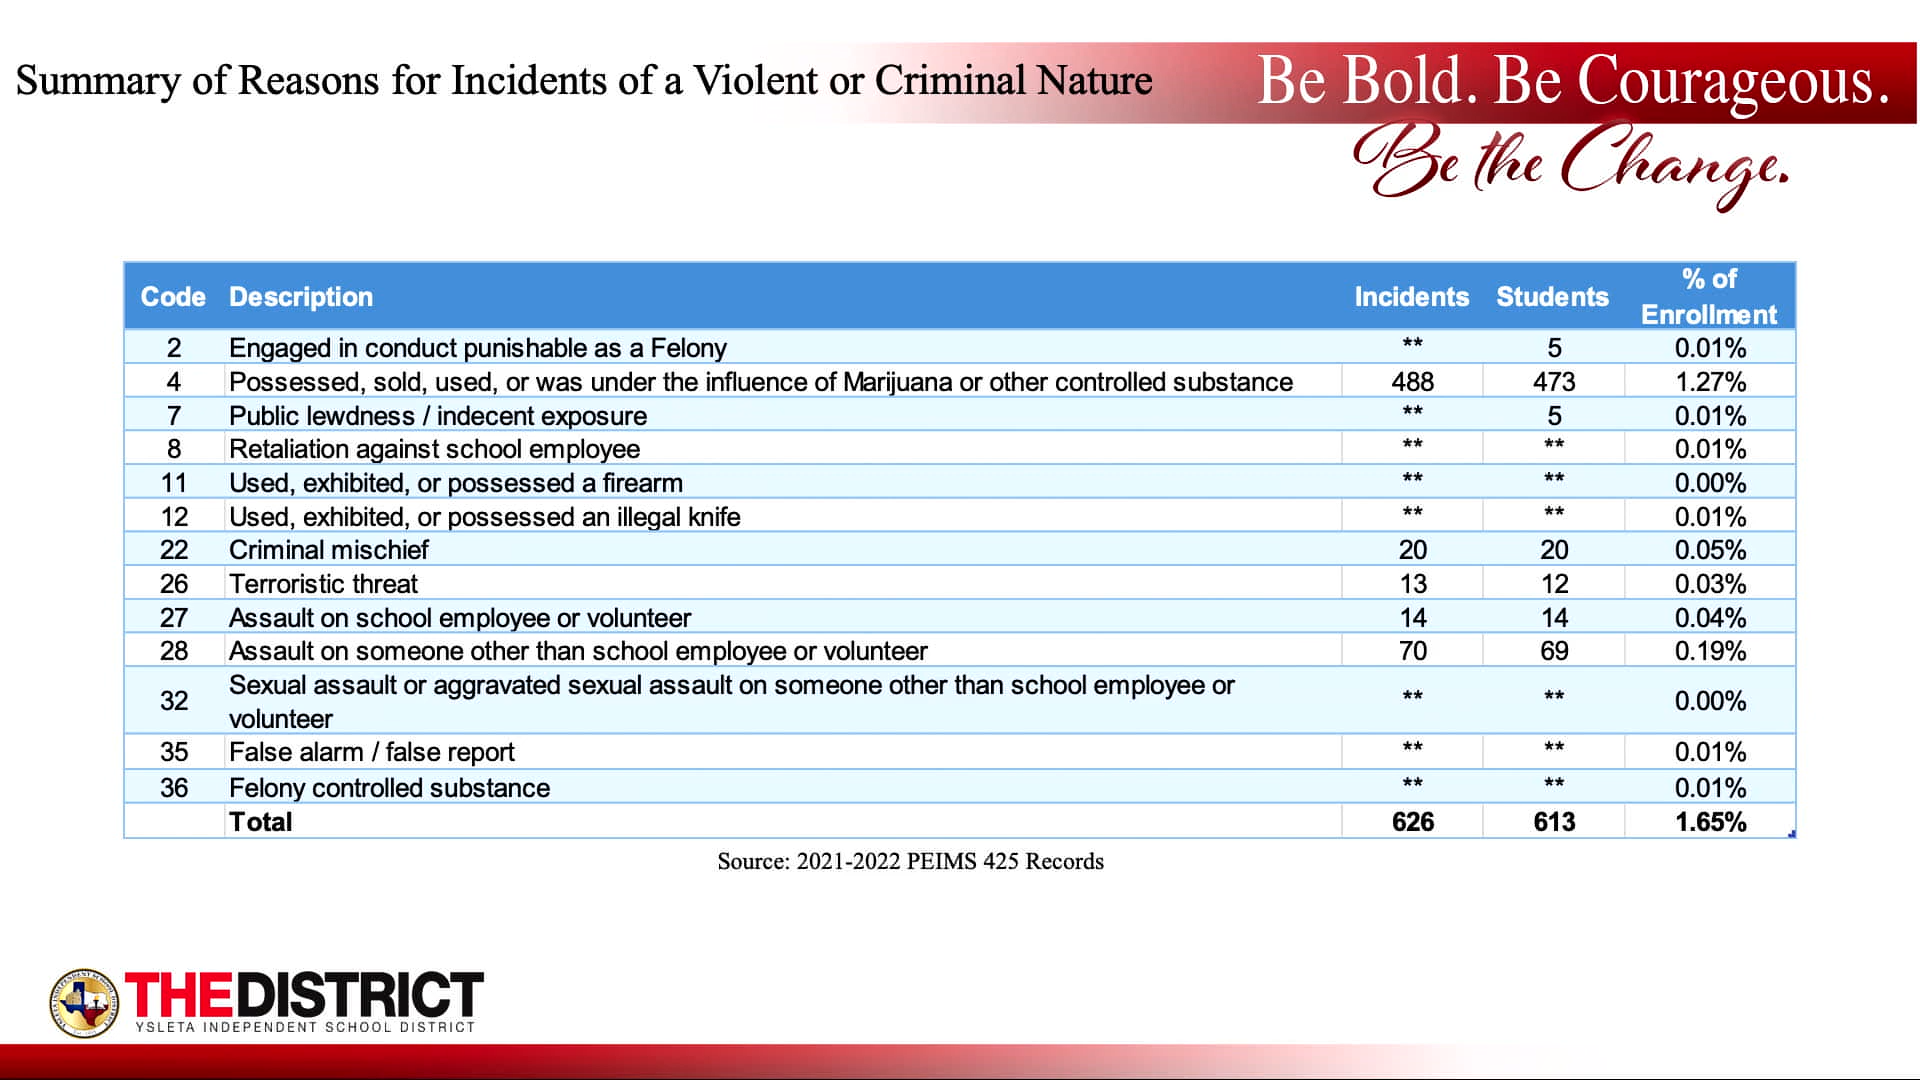 Summary of Reasons for Incidents of a Violent or Criminal Nature
Be Bold. Be Courageous.
Be the Change.
Code Description Incidents Students % of Enrollment
2 Engaged in conduct punishable as a Felony ** 5 0.01%
4 Possessed, sold, used, or was under the influence of Marijuana or other controlled substance 488 473 1.27%
7 Public lewdness / indecent exposure ** 5 0.01%
8 Retaliation against school employee ** ** 0.01%
11 Used, exhibited, or possessed a firearm ** ** 0.00%
12 Used, exhibited, or possessed an illegal knife ** ** 0.01%
22 Criminal mischief 20 20 0.05%
26 Terroristic threat 13 12 0.03%
27 Assault on school employee or volunteer 14 14 0.04%
28 Assault on someone other than school employee or volunteer 70 69 0.19%
32 Sexual assault or aggravated sexual assault on someone other than school employee or
volunteer ** ** 0.00%
35 False alarm / false report ** ** 0.01%
36 Felony controlled substance ** ** 0.01%
Total 626 613 1.65%
Source: 2021-2022 PEIMS 425 Records
THEDISTRICT
YSLETA INDEPENDENT SCHOOL DISTRICT